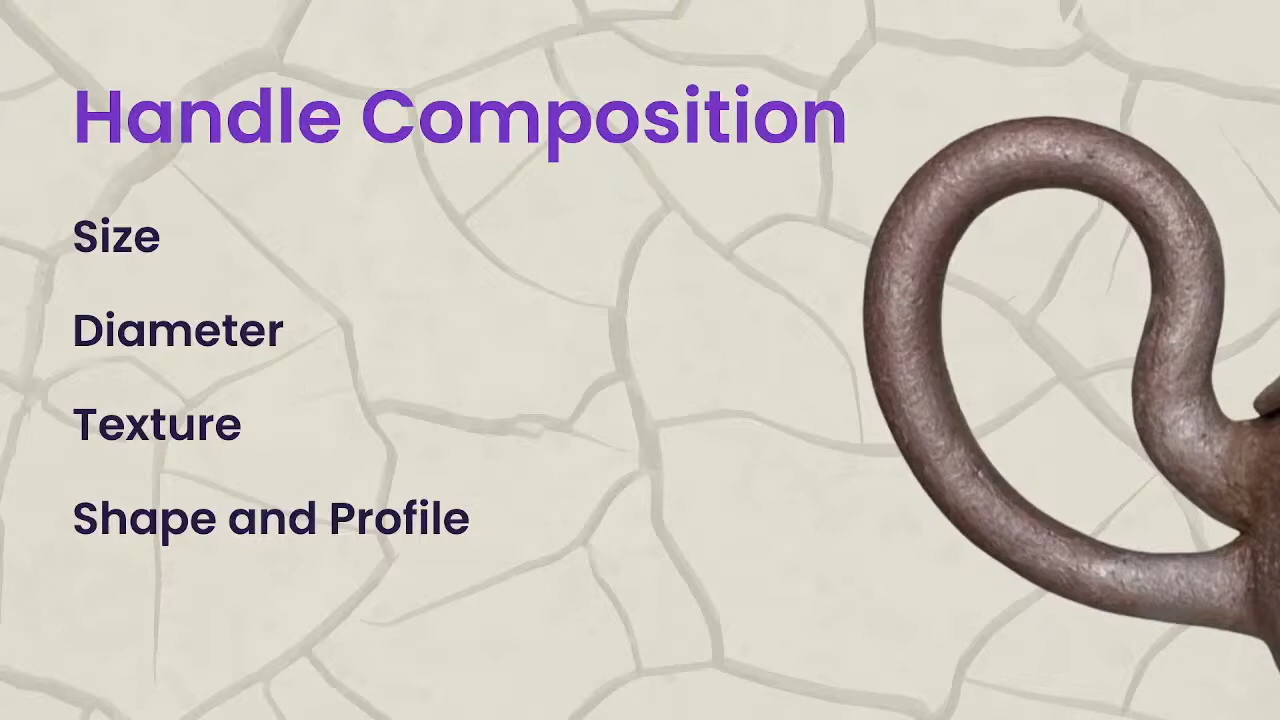 Handle Composition
Size
Diameter
Texture
Shape and Profile